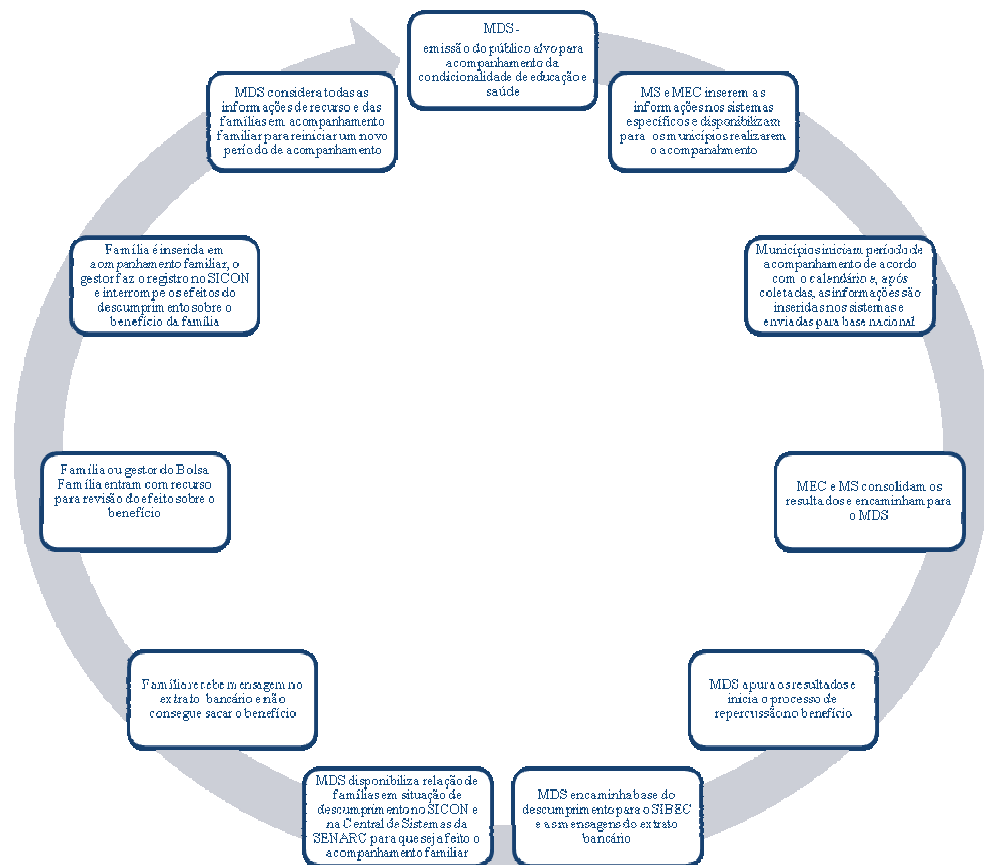 MDS -
emissão do público alvo para
acompanhamento da
condicionalidade de educação e
saúde
MS e MEC inserem as
informações nos sistemas
específicos e disponibilizam
para os municípios realizarem
o acompanahmento
Municípios iniciam período de
acompanhamento de acordo
com o calendário e, após
coletadas, as informações são
inseridas nos sistemas e
enviadas para base nacional
MEC e MS consolidam os
resultados e encaminham para
o MDS
MDS apura os resultados e
inicia o processo de
repercussão no benefício
MDS encaminha base do
descumprimento para o SIBEC
e as mensagens do extrato
bancário
MDS disponibiliza relação de
famílias em situação de
descumprimento no SICON e
na Central de Sistemas da
SENARC para que seja feito o
acompanhamento familiar
Família recebe mensagem no
extrato bancário e não
consegue sacar o benefício
Família ou gestor do Bolsa
Família entram com recurso
para revisão do efeito sobre o
benefício
Família é inserida em
acompanhamento familiar, o
gestor faz o registro no SICON
e interrompe os efeitos do
descumprimento sobre o
benefício da família
MDS considera todas as
informações de recurso e das
famílias em acompanhamento
familiar para reiniciar um novo
período de acompanhamento